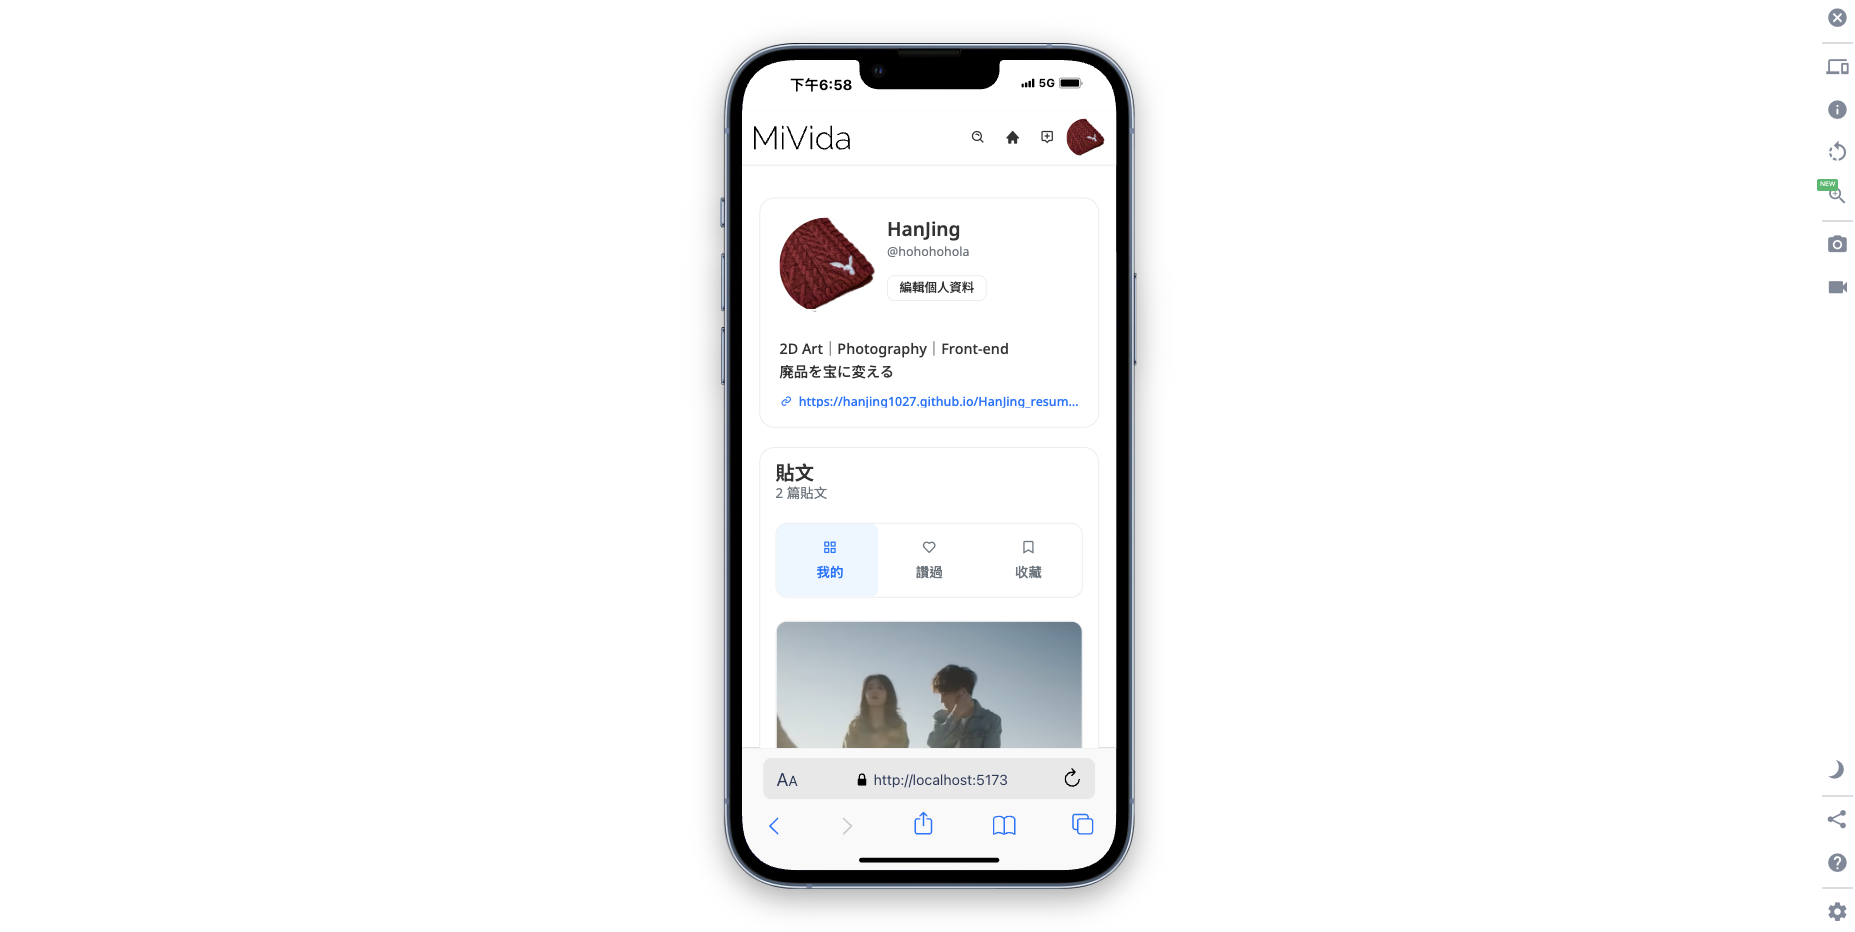 下午6:58
5G
MiVida
HanJing
@hohohohola
編輯個人資料
2D Art｜Photography｜Front-end
廃品を宝に変える
https://hanjing1027.github.io/HanJing_resum...
貼文
2 篇貼文
我的 讚過 收藏
AA http://localhost:5173
NEW